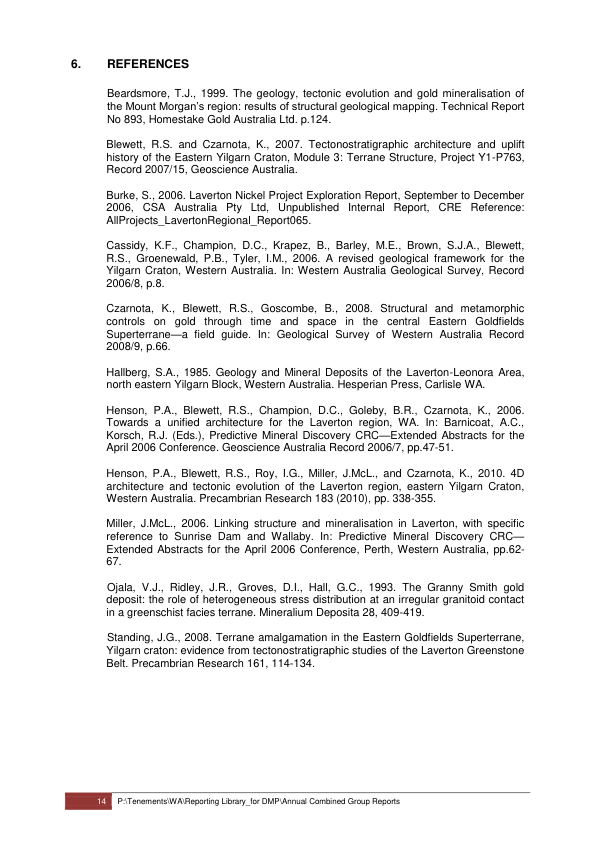 6. REFERENCES
Beardsmore, T.J., 1999. The geology, tectonic evolution and gold mineralisation of
the Mount Morgan's region: results of structural geological mapping. Technical Report
No 893, Homestake Gold Australia Ltd. p.124.
Blewett, R.S. and Czarnota, K., 2007. Tectonostratigraphic architecture and uplift
history of the Eastern Yilgarn Craton, Module 3: Terrane Structure, Project Y1-P763,
Record 2007/15, Geoscience Australia.
Burke, S., 2006. Laverton Nickel Project Exploration Report, September to December
2006, CSA Australia Pty Ltd, Unpublished Internal Report, CRE Reference:
AllProjects_LavertonRegional_Report065.
Cassidy, K.F., Champion, D.C., Krapez, B., Barley, M.E., Brown, S.J.A., Blewett,
R.S., Groenewald, P.B., Tyler, I.M., 2006. A revised geological framework for the
Yilgarn Craton, Western Australia. In: Western Australia Geological Survey, Record
2006/8, p.8.
Czarnota, K., Blewett, R.S., Goscombe, B., 2008. Structural and metamorphic
controls on gold through time and space in the central Eastern Goldfields
Superterrane—a field guide. In: Geological Survey of Western Australia Record
2008/9, p.66.
Hallberg, S.A., 1985. Geology and Mineral Deposits of the Laverton-Leonora Area,
north eastern Yilgarn Block, Western Australia. Hesperian Press, Carlisle WA.
Henson, P.A., Blewett, R.S., Champion, D.C., Goleby, B.R., Czarnota, K., 2006.
Towards a unified architecture for the Laverton region, WA. In: Barnicoat, A.C.,
Korsch, R.J. (Eds.), Predictive Mineral Discovery CRC—Extended Abstracts for the
April 2006 Conference. Geoscience Australia Record 2006/7, pp.47-51.
Henson, P.A., Blewett, R.S., Roy, I.G., Miller, J.McL., and Czarnota, K., 2010. 4D
architecture and tectonic evolution of the Laverton region, eastern Yilgarn Craton,
Western Australia. Precambrian Research 183 (2010), pp. 338-355.
Miller, J.McL., 2006. Linking structure and mineralisation in Laverton, with specific
reference to Sunrise Dam and Wallaby. In: Predictive Mineral Discovery CRC—
Extended Abstracts for the April 2006 Conference, Perth, Western Australia, pp.62-
67.
Ojala, V.J., Ridley, J.R., Groves, D.I., Hall, G.C., 1993. The Granny Smith gold
deposit: the role of heterogeneous stress distribution at an irregular granitoid contact
in a greenschist facies terrane. Mineralium Deposita 28, 409-419.
Standing, J.G., 2008. Terrane amalgamation in the Eastern Goldfields Superterrane,
Yilgarn craton: evidence from tectonostratigraphic studies of the Laverton Greenstone
Belt. Precambrian Research 161, 114-134.
14 P:\Tenements\WA\Reporting Library_for DMP\Annual Combined Group Reports